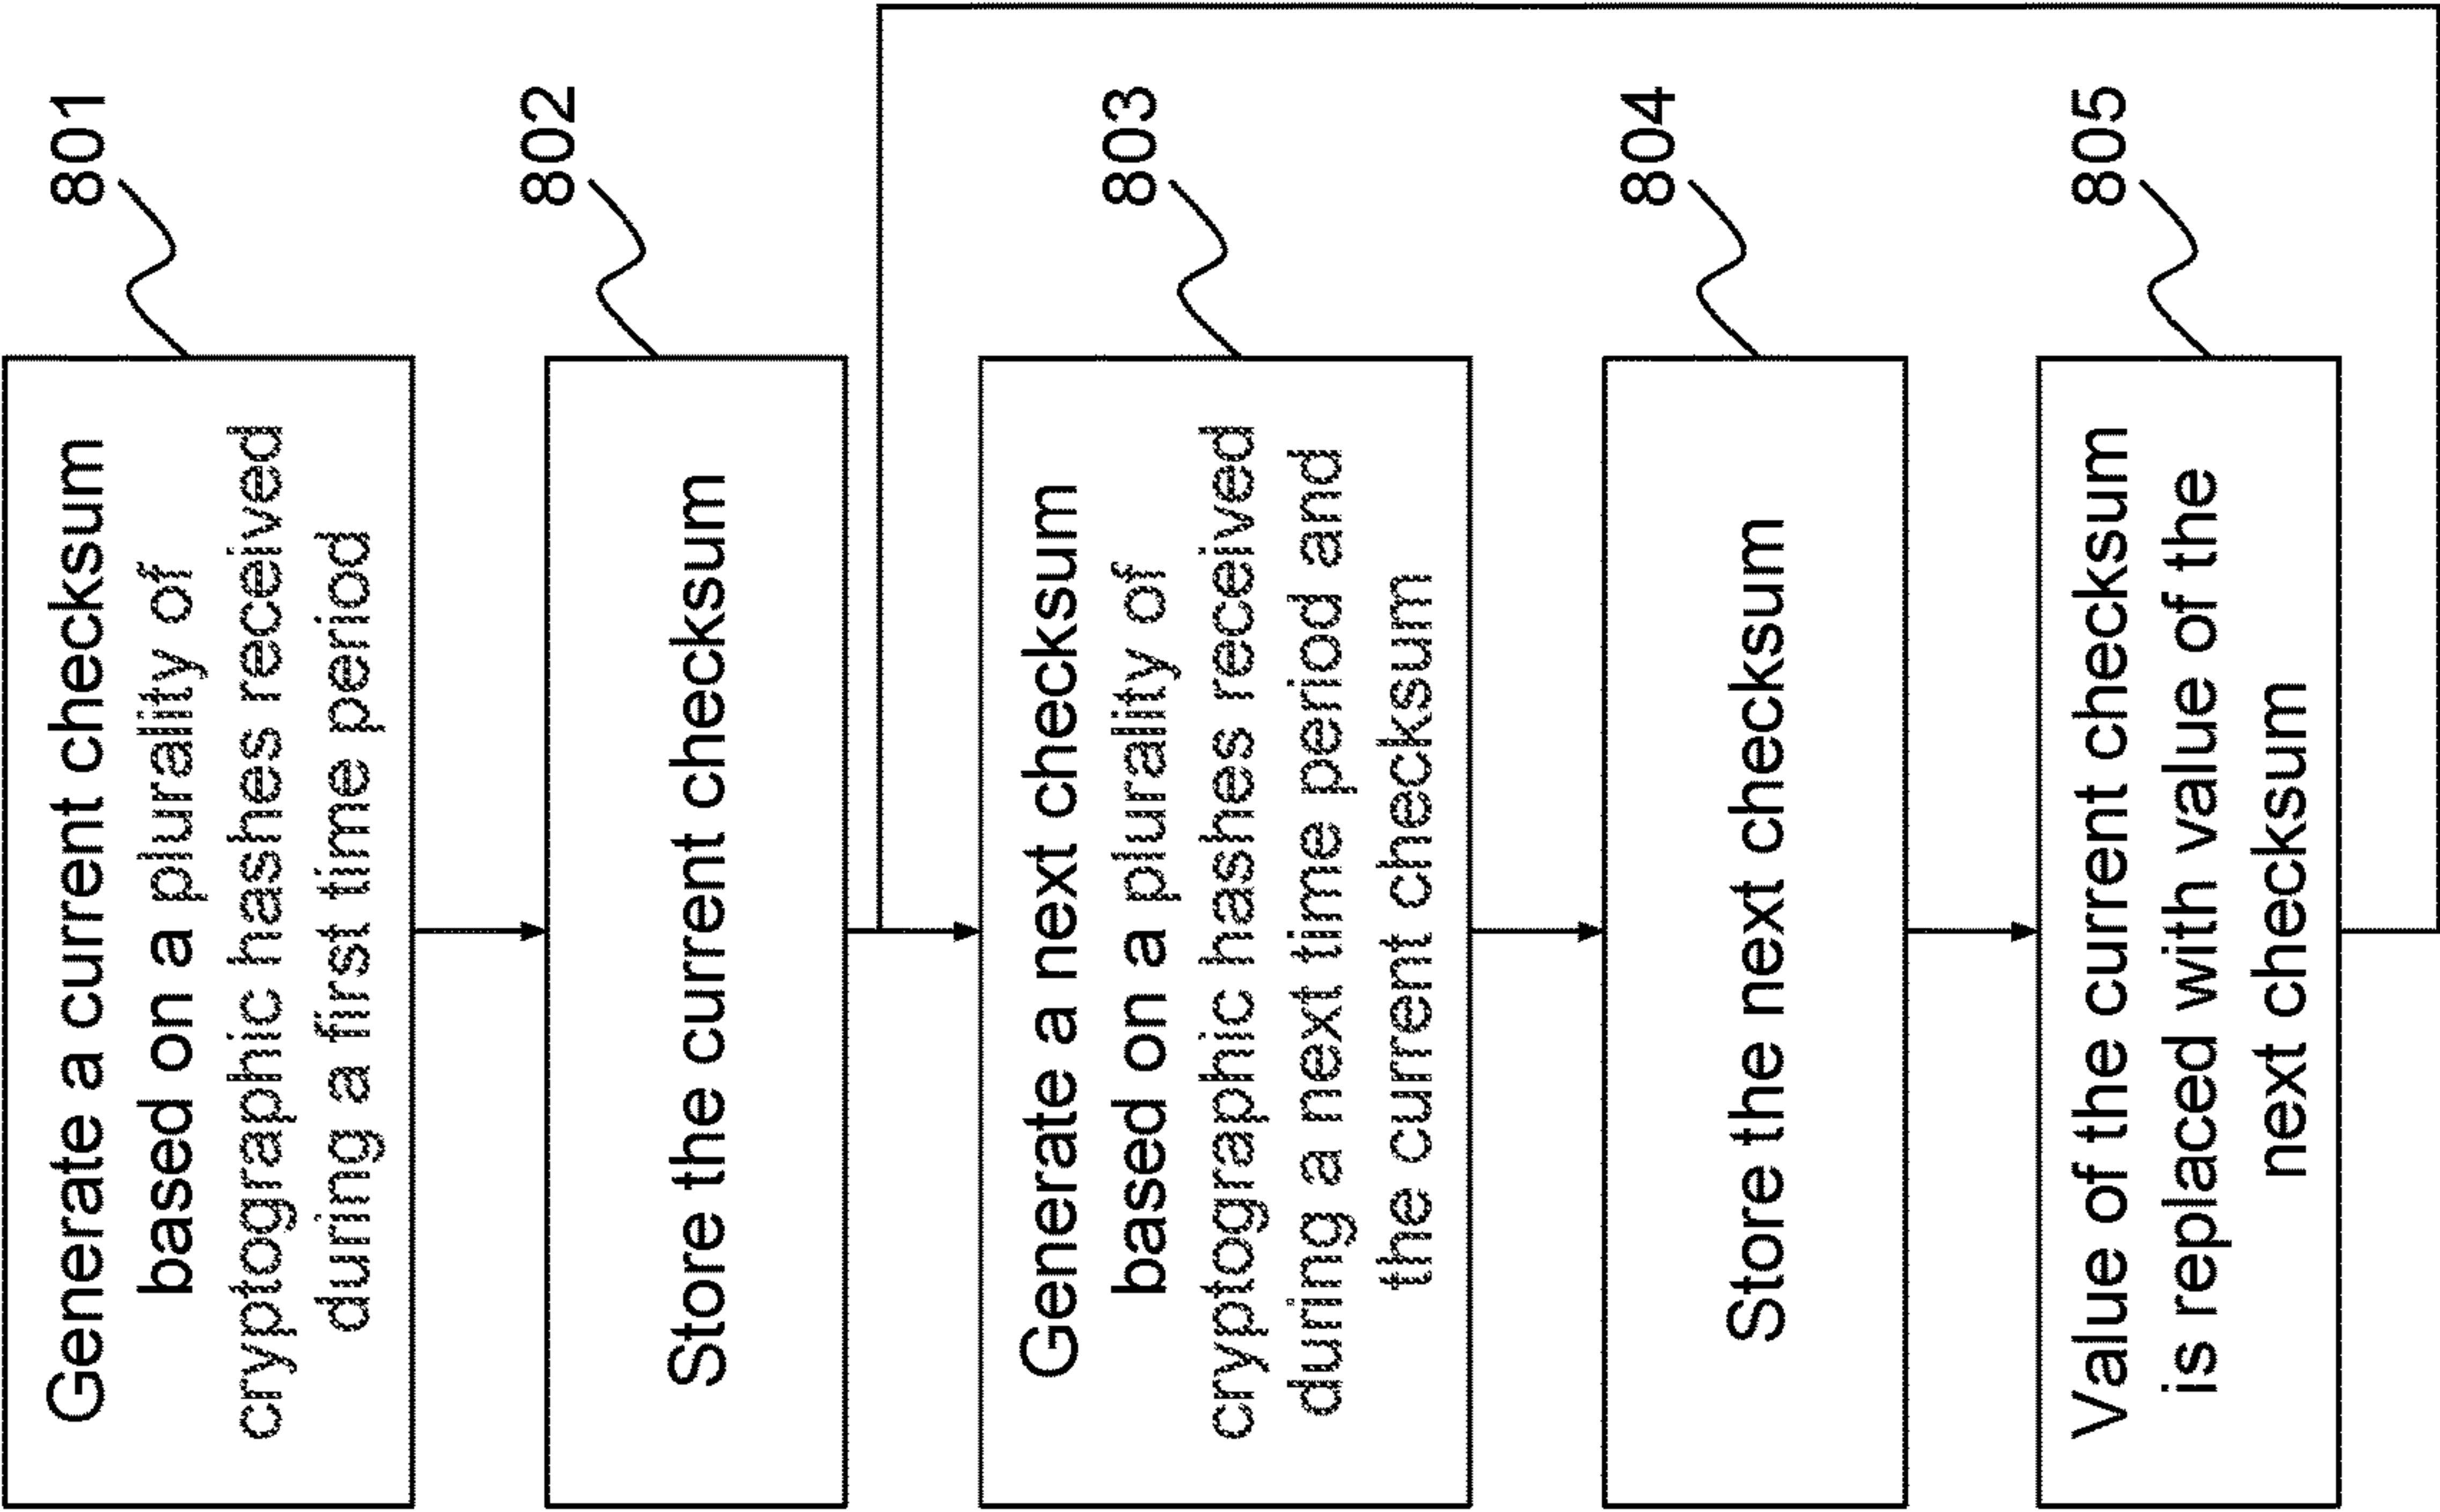 Generate a current checksum
based on a plurality of
cryptographic hashes received
during a first time period
801
Store the current checksum
802
Generate a next checksum
based on a plurality of
cryptographic hashes received
during a next time period and
the current checksum
803
Store the next checksum
804
Value of the current checksum
is replaced with value of the
next checksum
805